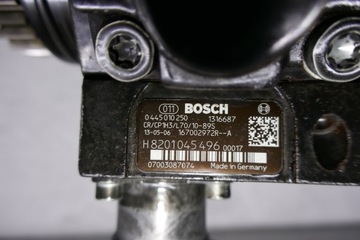 011 BOSCH
0 445 010 250 1316687
CR/CP1H3/L70/10-89S
13-05-06 167002972R--A
H8201045496 00017
07003087074 Made in Germany